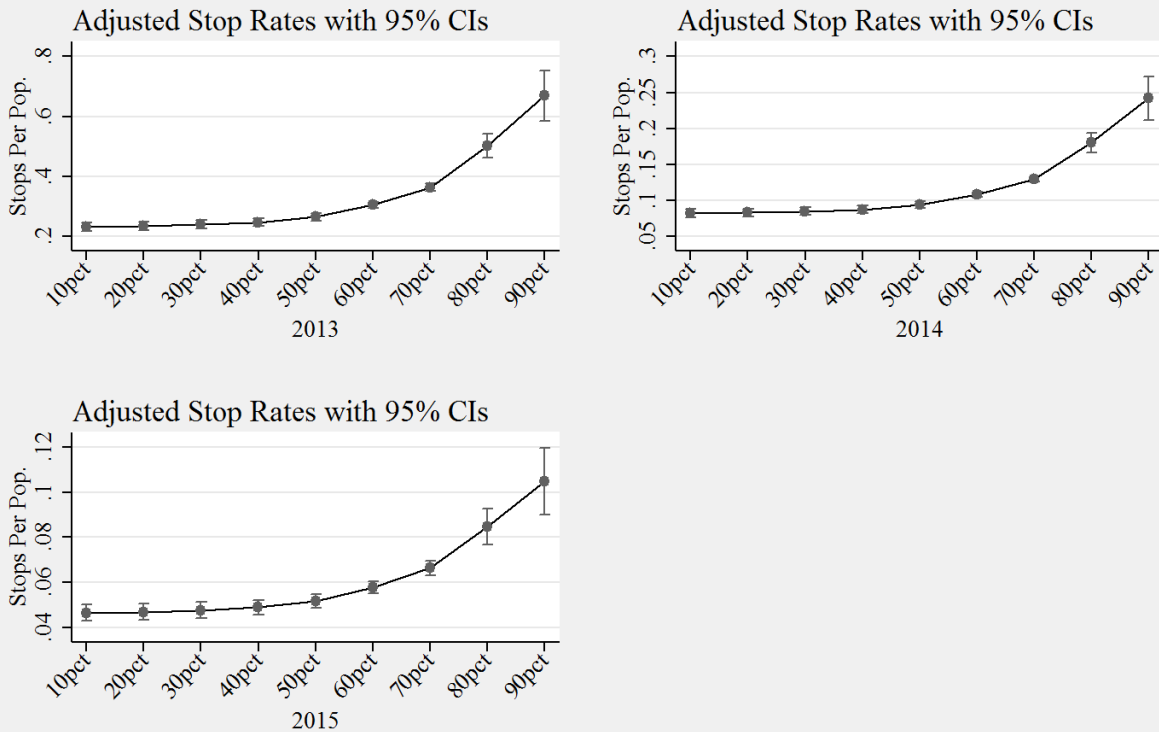 Adjusted Stop Rates with 95% CIs
Stops Per Pop.
.8
.6
.4
.2
10pct 20pct 30pct 40pct 50pct 60pct 70pct 80pct 90pct
2013
Adjusted Stop Rates with 95% CIs
Stops Per Pop.
.3
.25
.2
.15
.1
.05
10pct 20pct 30pct 40pct 50pct 60pct 70pct 80pct 90pct
2014
Adjusted Stop Rates with 95% CIs
Stops Per Pop.
.12
.1
.08
.06
.04
10pct 20pct 30pct 40pct 50pct 60pct 70pct 80pct 90pct
2015